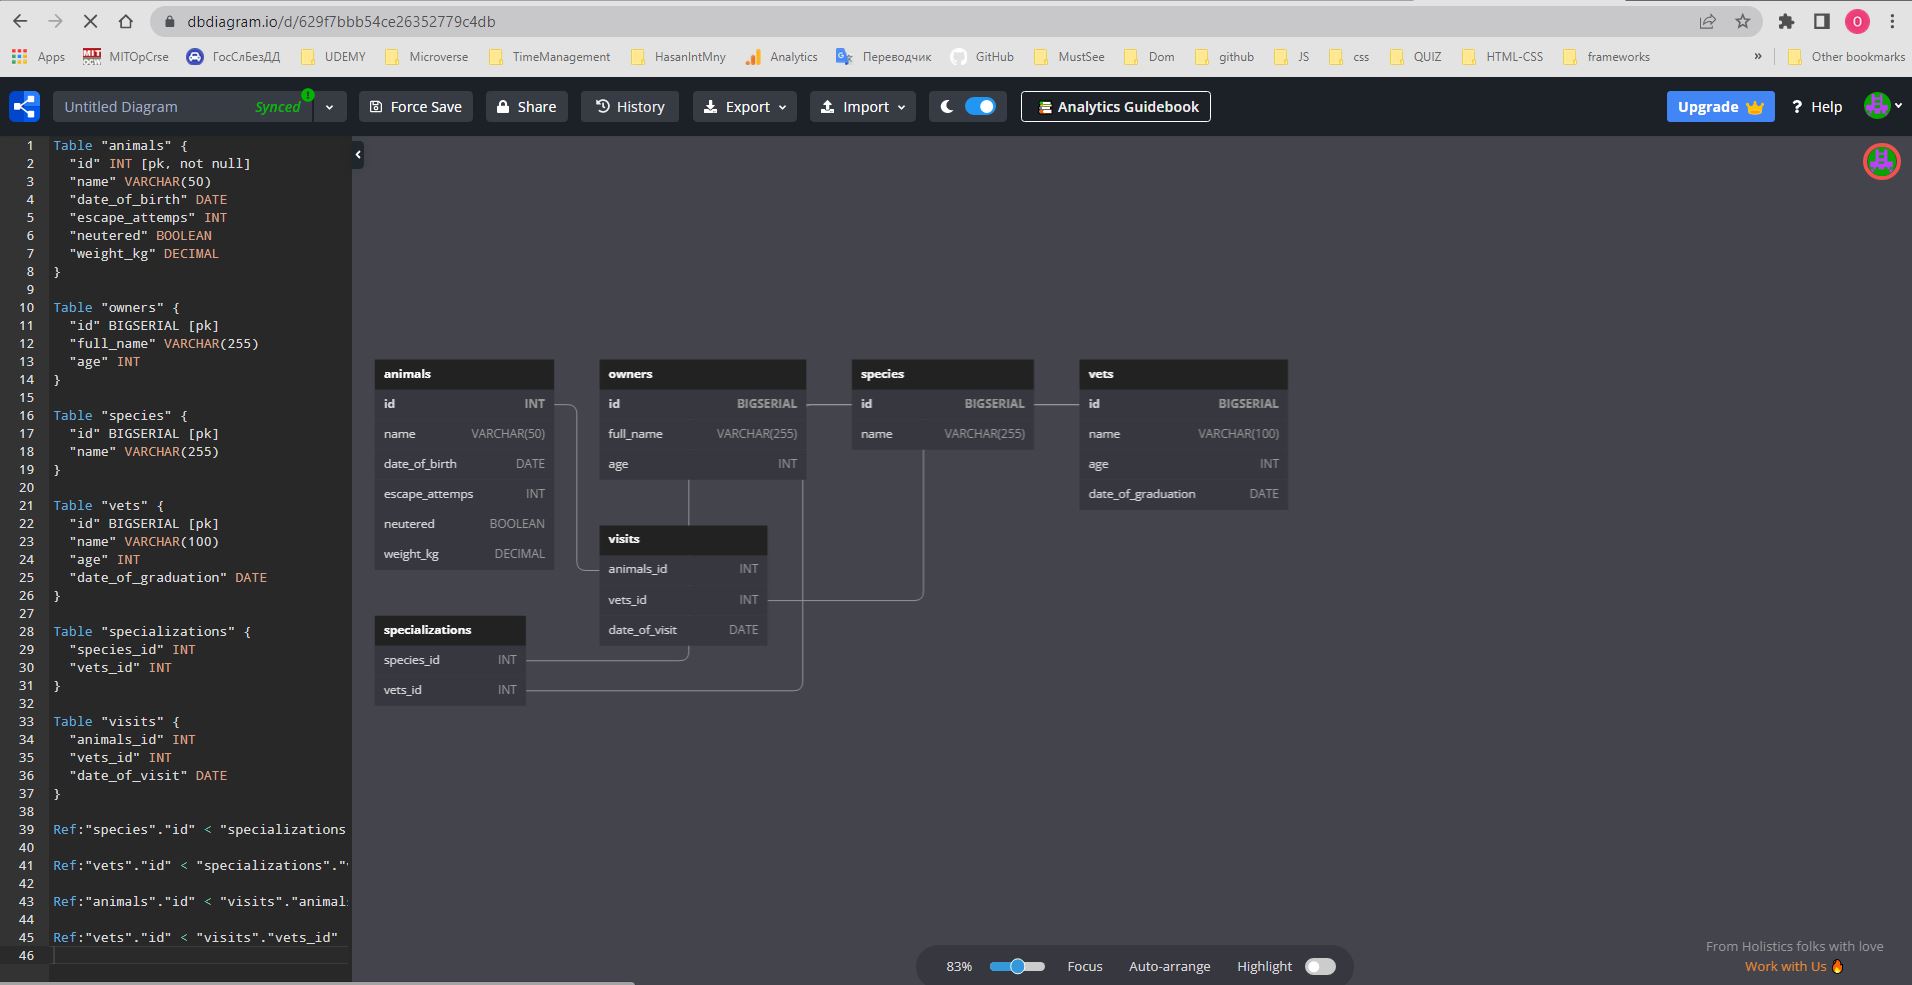 dbdiagram.io/d/629f7bbb54ce26352779c4db
O
Apps MITOpCrse ГосСлБезДД UDEMY Microverse TimeManagement HasanIntMny Analytics Переводчик GitHub MustSee Dom github JS css QUIZ HTML-CSS frameworks » Other bookmarks
Untitled Diagram Synced 1 Force Save Share History Export Import Analytics Guidebook Upgrade ? Help
1 Table "animals" {
2 "id" INT [pk, not null]
3 "name" VARCHAR(50)
4 "date_of_birth" DATE
5 "escape_attemps" INT
6 "neutered" BOOLEAN
7 "weight_kg" DECIMAL
8 }
9
10 Table "owners" {
11 "id" BIGSERIAL [pk]
12 "full_name" VARCHAR(255)
13 "age" INT
14 }
15
16 Table "species" {
17 "id" BIGSERIAL [pk]
18 "name" VARCHAR(255)
19 }
20
21 Table "vets" {
22 "id" BIGSERIAL [pk]
23 "name" VARCHAR(100)
24 "age" INT
25 "date_of_graduation" DATE
26 }
27
28 Table "specializations" {
29 "species_id" INT
30 "vets_id" INT
31 }
32
33 Table "visits" {
34 "animals_id" INT
35 "vets_id" INT
36 "date_of_visit" DATE
37 }
38
39 Ref:"species"."id" < "specializations
40
41 Ref:"vets"."id" < "specializations"."
42
43 Ref:"animals"."id" < "visits"."animal
44
45 Ref:"vets"."id" < "visits"."vets_id"
46
animals
id INT
name VARCHAR(50)
date_of_birth DATE
escape_attemps INT
neutered BOOLEAN
weight_kg DECIMAL
owners
id BIGSERIAL
full_name VARCHAR(255)
age INT
species
id BIGSERIAL
name VARCHAR(255)
vets
id BIGSERIAL
name VARCHAR(100)
age INT
date_of_graduation DATE
visits
animals_id INT
vets_id INT
date_of_visit DATE
specializations
species_id INT
vets_id INT
83% Focus Auto-arrange Highlight
From Holistics folks with love
Work with Us